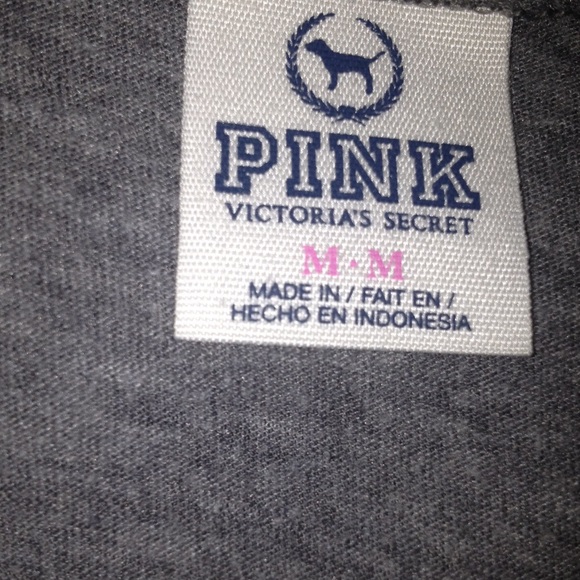 PINK
VICTORIA'S SECRET
M·M
MADE IN / FAIT EN /
HECHO EN INDONESIA